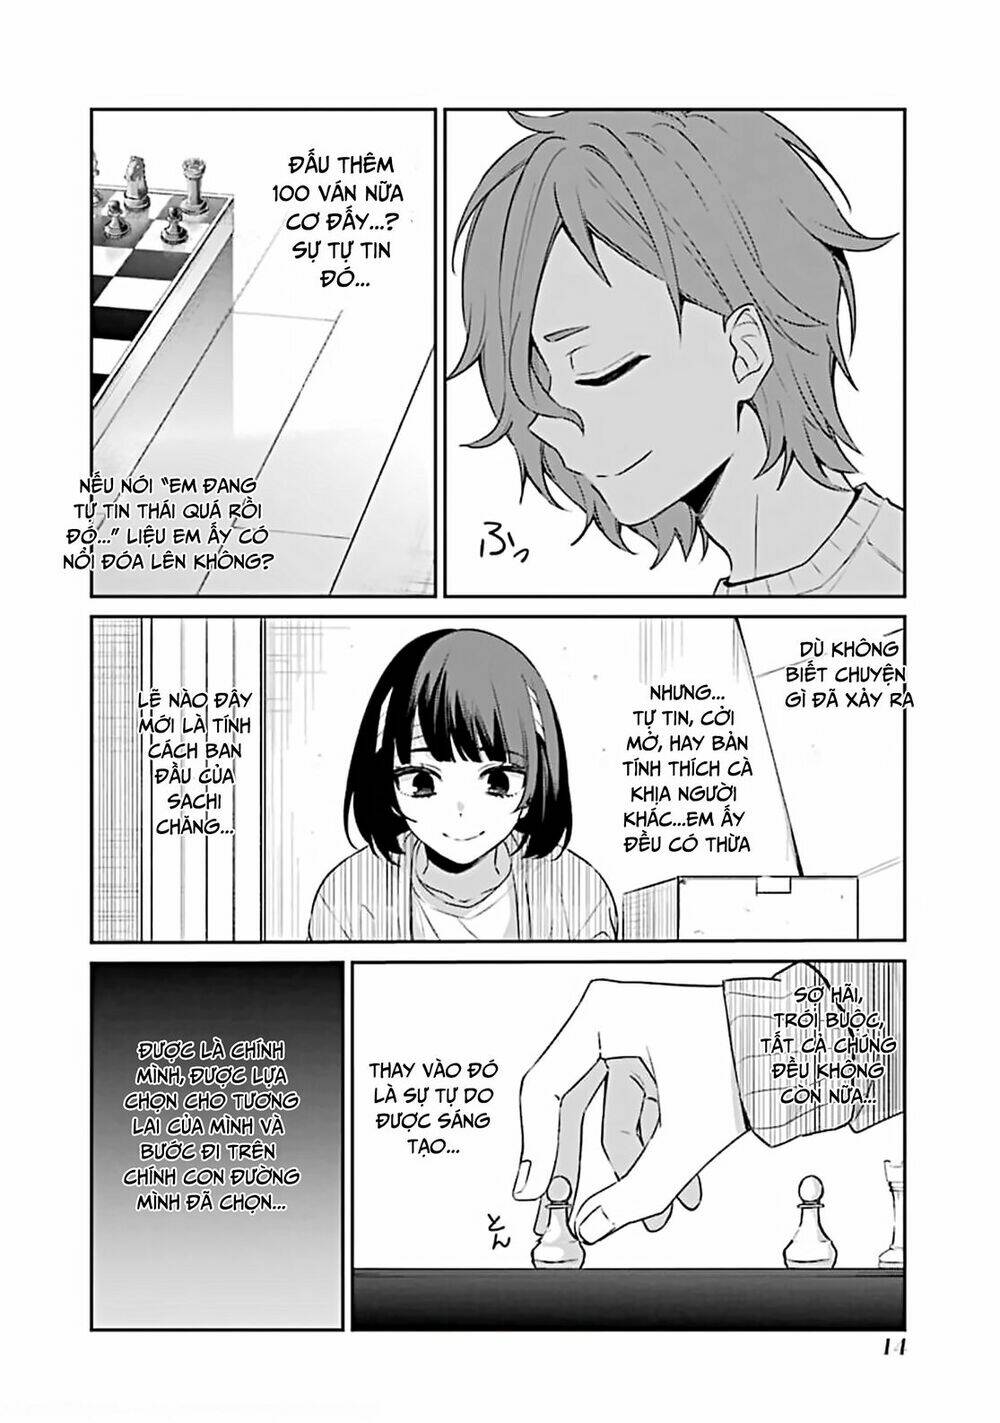 ふっ
ĐẤU THÊM
100 VÁN NỮA
CƠ ĐẤY...?
SỰ TỰ TIN
ĐÓ...
NẾU NÓI “EM ĐANG
TỰ TIN THÁI QUÁ RỒI
ĐÓ...” LIỆU EM ẤY CÓ
NỔI ĐÓA LÊN KHÔNG?
DÙ KHÔNG
BIẾT CHUYỆN
GÌ ĐÃ XẢY RA
NHƯNG...
TỰ TIN, CỞI
MỞ, HAY BẢN
TÍNH THÍCH CÀ
KHỊA NGƯỜI
KHÁC...EM ẤY
ĐỀU CÓ THỪA
LẼ NÀO ĐÂY
MỚI LÀ TÍNH
CÁCH BAN
ĐẦU CỦA
SACHI
CHĂNG...
SỢ HÃI,
TRÓI BUỘC,
TẤT CẢ CHÚNG
ĐỀU KHÔNG
CÒN NỮA...
THAY VÀO ĐÓ
LÀ SỰ TỰ DO
ĐƯỢC SÁNG
TẠO...
とん
ĐƯỢC LÀ CHÍNH
MÌNH, ĐƯỢC LỰA
CHỌN CHO TƯƠNG
LAI CỦA MÌNH VÀ
BƯỚC ĐI TRÊN
CHÍNH CON ĐƯỜNG
MÌNH ĐÃ CHỌN...
14